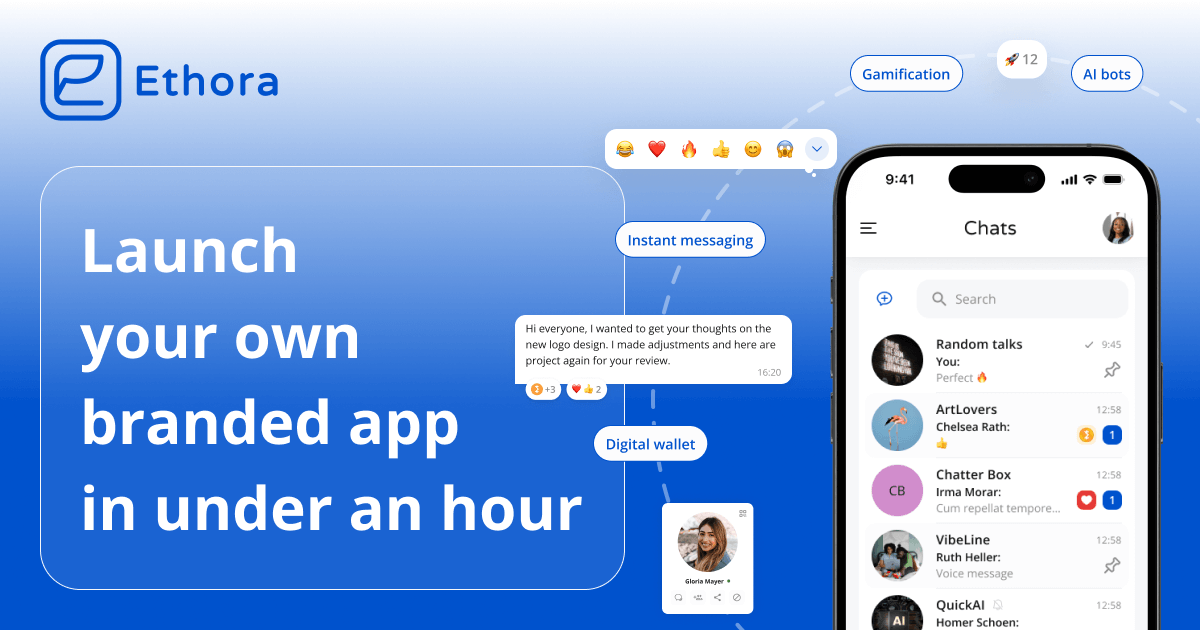 Ethora
Launch
your own
branded app
in under an hour
Gamification
🚀 12
AI bots
😂 ❤️ 🔥 👍 😊 😱
Instant messaging
Hi everyone, I wanted to get your thoughts on the
new logo design. I made adjustments and here are
project again for your review.
16:20
+3
❤️👍 2
Digital wallet
Gloria Mayer
9:41
Chats
Search
Random talks
9:45
You:
Perfect 🔥
ArtLovers
12:58
Chelsea Rath:
👍
1
CB
Chatter Box
12:58
Irma Morar:
Cum repellat tempore...
1
VibeLine
12:58
Ruth Heller:
Voice message
AI
QuickAI
12:58
Homer Schoen: